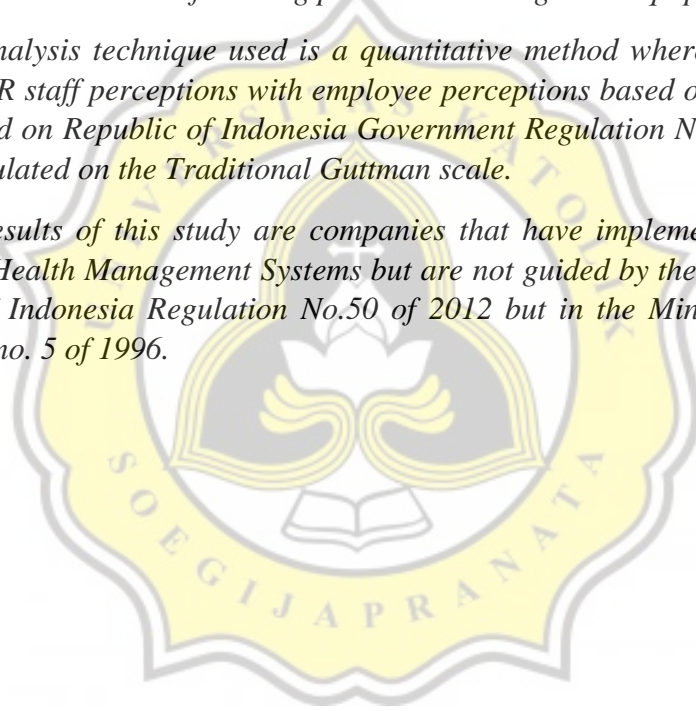 nalysis technique used is a quantitative method where
R staff perceptions with employee perceptions based o
d on Republic of Indonesia Government Regulation N
ulated on the Traditional Guttman scale.
esults of this study are companies that have impleme
Health Management Systems but are not guided by the
Indonesia Regulation No.50 of 2012 but in the Min
no. 5 of 1996.
UNIVERSITAS KATOLIK
SOEGIJAPRANATA